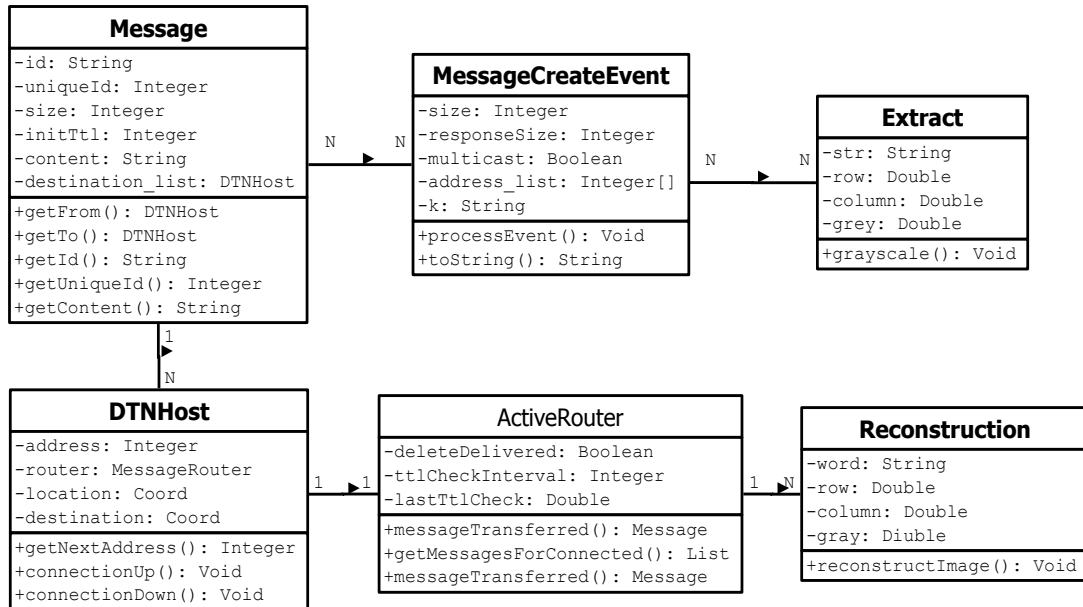 Message
-id: String
-uniqueId: Integer
-size: Integer
-initTtl: Integer
-content: String
-destination_list: DTNHost
+getFrom(): DTNHost
+getTo(): DTNHost
+getId(): String
+getUniqueId(): Integer
+getContent(): String
N
N
MessageCreateEvent
-size: Integer
-responseSize: Integer
-multicast: Boolean
-address_list: Integer[]
-k: String
+processEvent(): Void
+toString(): String
N
N
Extract
-str: String
-row: Double
-column: Double
-grey: Double
+grayscale(): Void
1
N
DTNHost
-address: Integer
-router: MessageRouter
-location: Coord
-destination: Coord
+getNextAddress(): Integer
+connectionUp(): Void
+connectionDown(): Void
1
1
ActiveRouter
-deleteDelivered: Boolean
-ttlCheckInterval: Integer
-lastTtlCheck: Double
+messageTransferred(): Message
+getMessagesForConnected(): List
+messageTransferred(): Message
1
N
Reconstruction
-word: String
-row: Double
-column: Double
-gray: Diuble
+reconstructImage(): Void